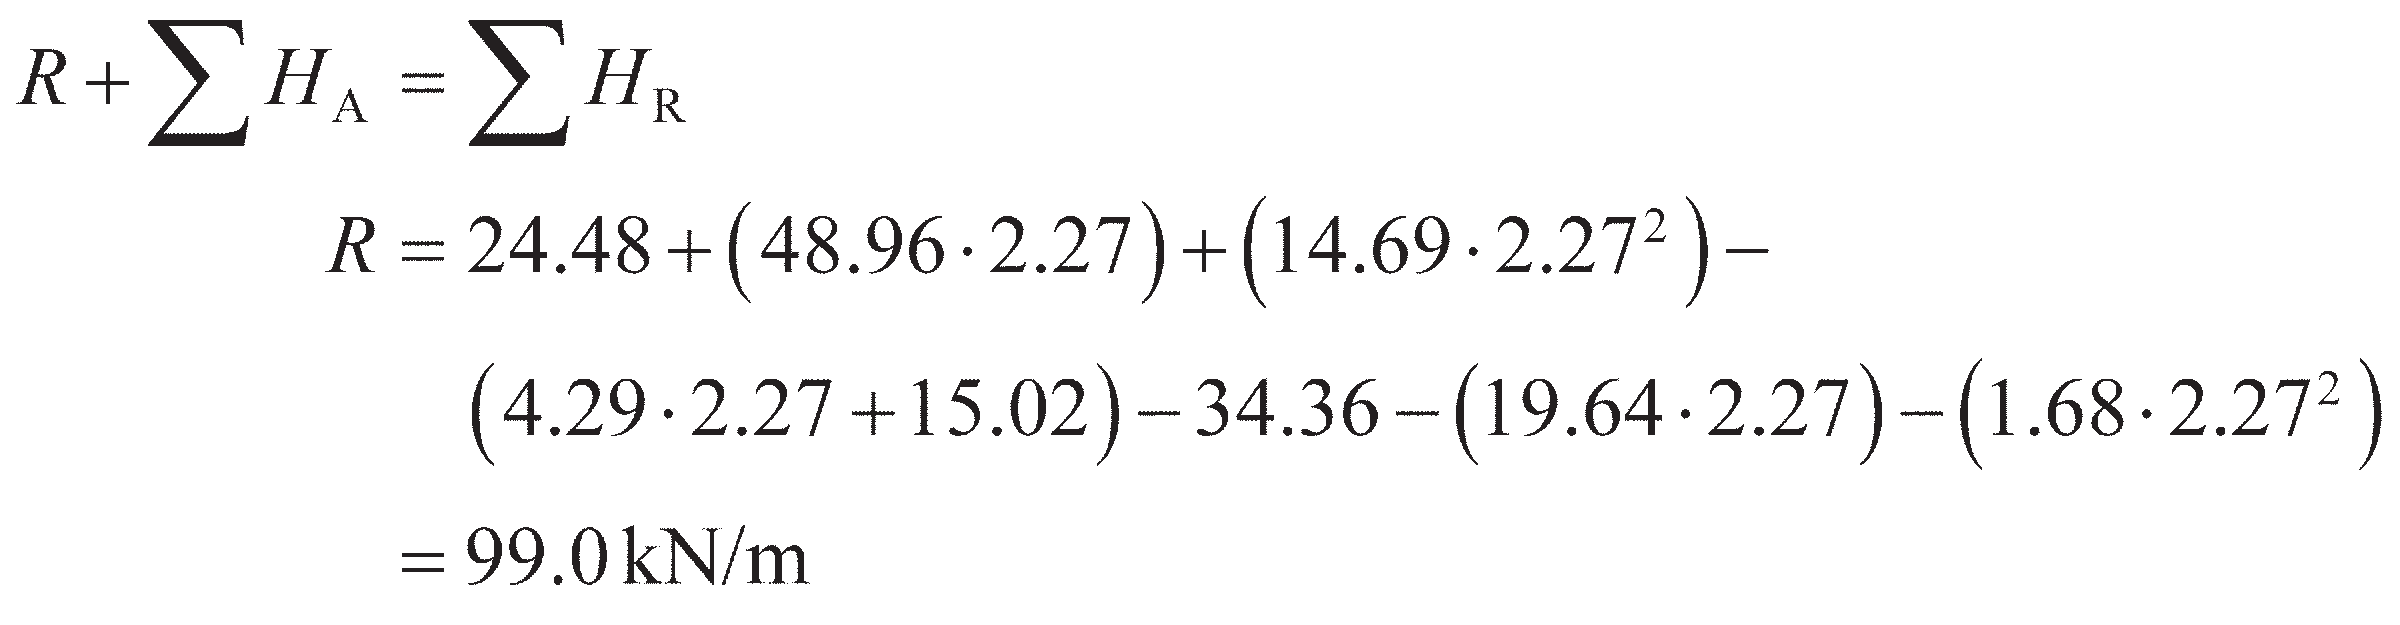 R + ∑ H_A = ∑ H_R
R = 24.48 + (48.96 · 2.27) + (14.69 · 2.27²) −
(4.29 · 2.27 + 15.02) − 34.36 − (19.64 · 2.27) − (1.68 · 2.27²)
= 99.0 kN/m